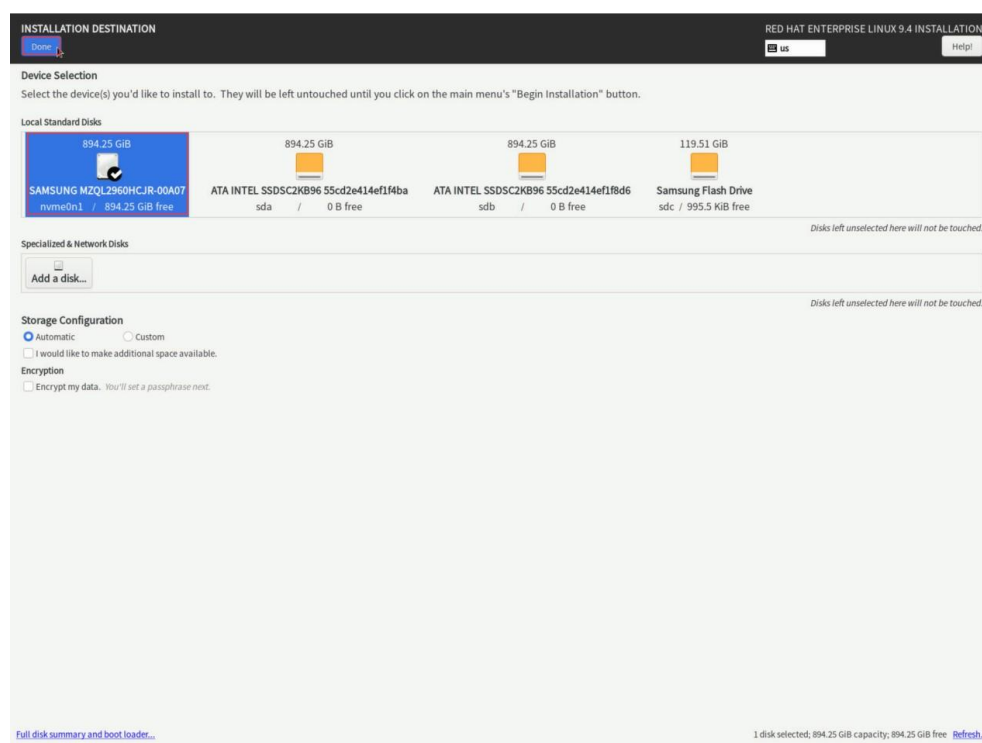 INSTALLATION DESTINATION
RED HAT ENTERPRISE LINUX 9.4 INSTALLATION
Done
us
Help!
Device Selection
Select the device(s) you'd like to install to. They will be left untouched until you click on the main menu's "Begin Installation" button.
Local Standard Disks
894.25 GiB
SAMSUNG MZQL2960HCJR-00A07
nvme0n1 / 894.25 GiB free
894.25 GiB
ATA INTEL SSDSC2KB96 55cd2e414ef1f4ba
sda / 0 B free
894.25 GiB
ATA INTEL SSDSC2KB96 55cd2e414ef1f8d6
sdb / 0 B free
119.51 GiB
Samsung Flash Drive
sdc / 995.5 KiB free
Disks left unselected here will not be touched.
Specialized & Network Disks
Add a disk...
Disks left unselected here will not be touched.
Storage Configuration
Automatic Custom
I would like to make additional space available.
Encryption
Encrypt my data. You'll set a passphrase next.
Full disk summary and boot loader...
1 disk selected; 894.25 GiB capacity; 894.25 GiB free Refresh.